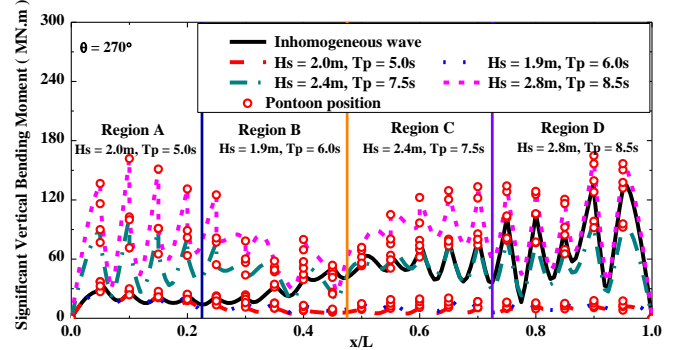 300
240
180
120
60
0
Significant Vertical Bending Moment ( MN.m )
θ = 270°
Inhomogeneous wave
Hs = 2.0m, Tp = 5.0s
Hs = 1.9m, Tp = 6.0s
Hs = 2.4m, Tp = 7.5s
Hs = 2.8m, Tp = 8.5s
Pontoon position
Region A
Hs = 2.0m, Tp = 5.0s
Region B
Hs = 1.9m, Tp = 6.0s
Region C
Hs = 2.4m, Tp = 7.5s
Region D
Hs = 2.8m, Tp = 8.5s
0.0 0.2 0.4 0.6 0.8 1.0
x/L